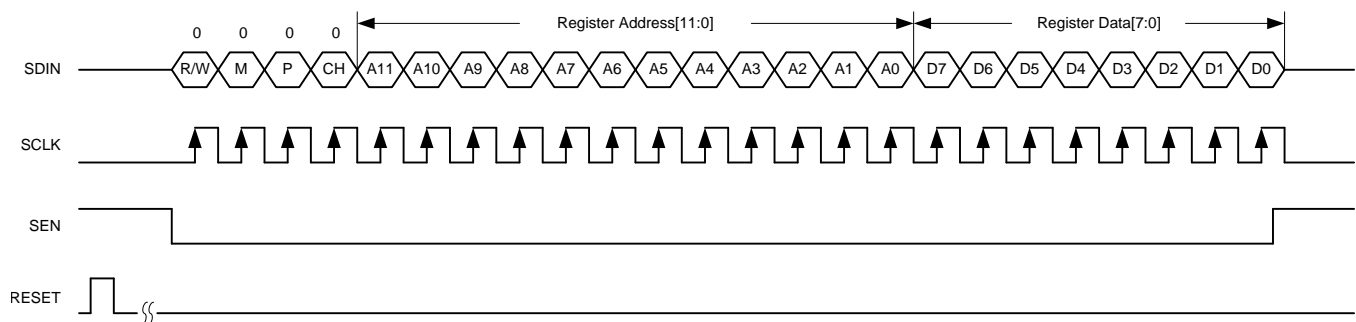 Register Address[11:0] Register Data[7:0]
0 0 0 0
SDIN R/W M P CH A11 A10 A9 A8 A7 A6 A5 A4 A3 A2 A1 A0 D7 D6 D5 D4 D3 D2 D1 D0
SCLK
SEN
RESET